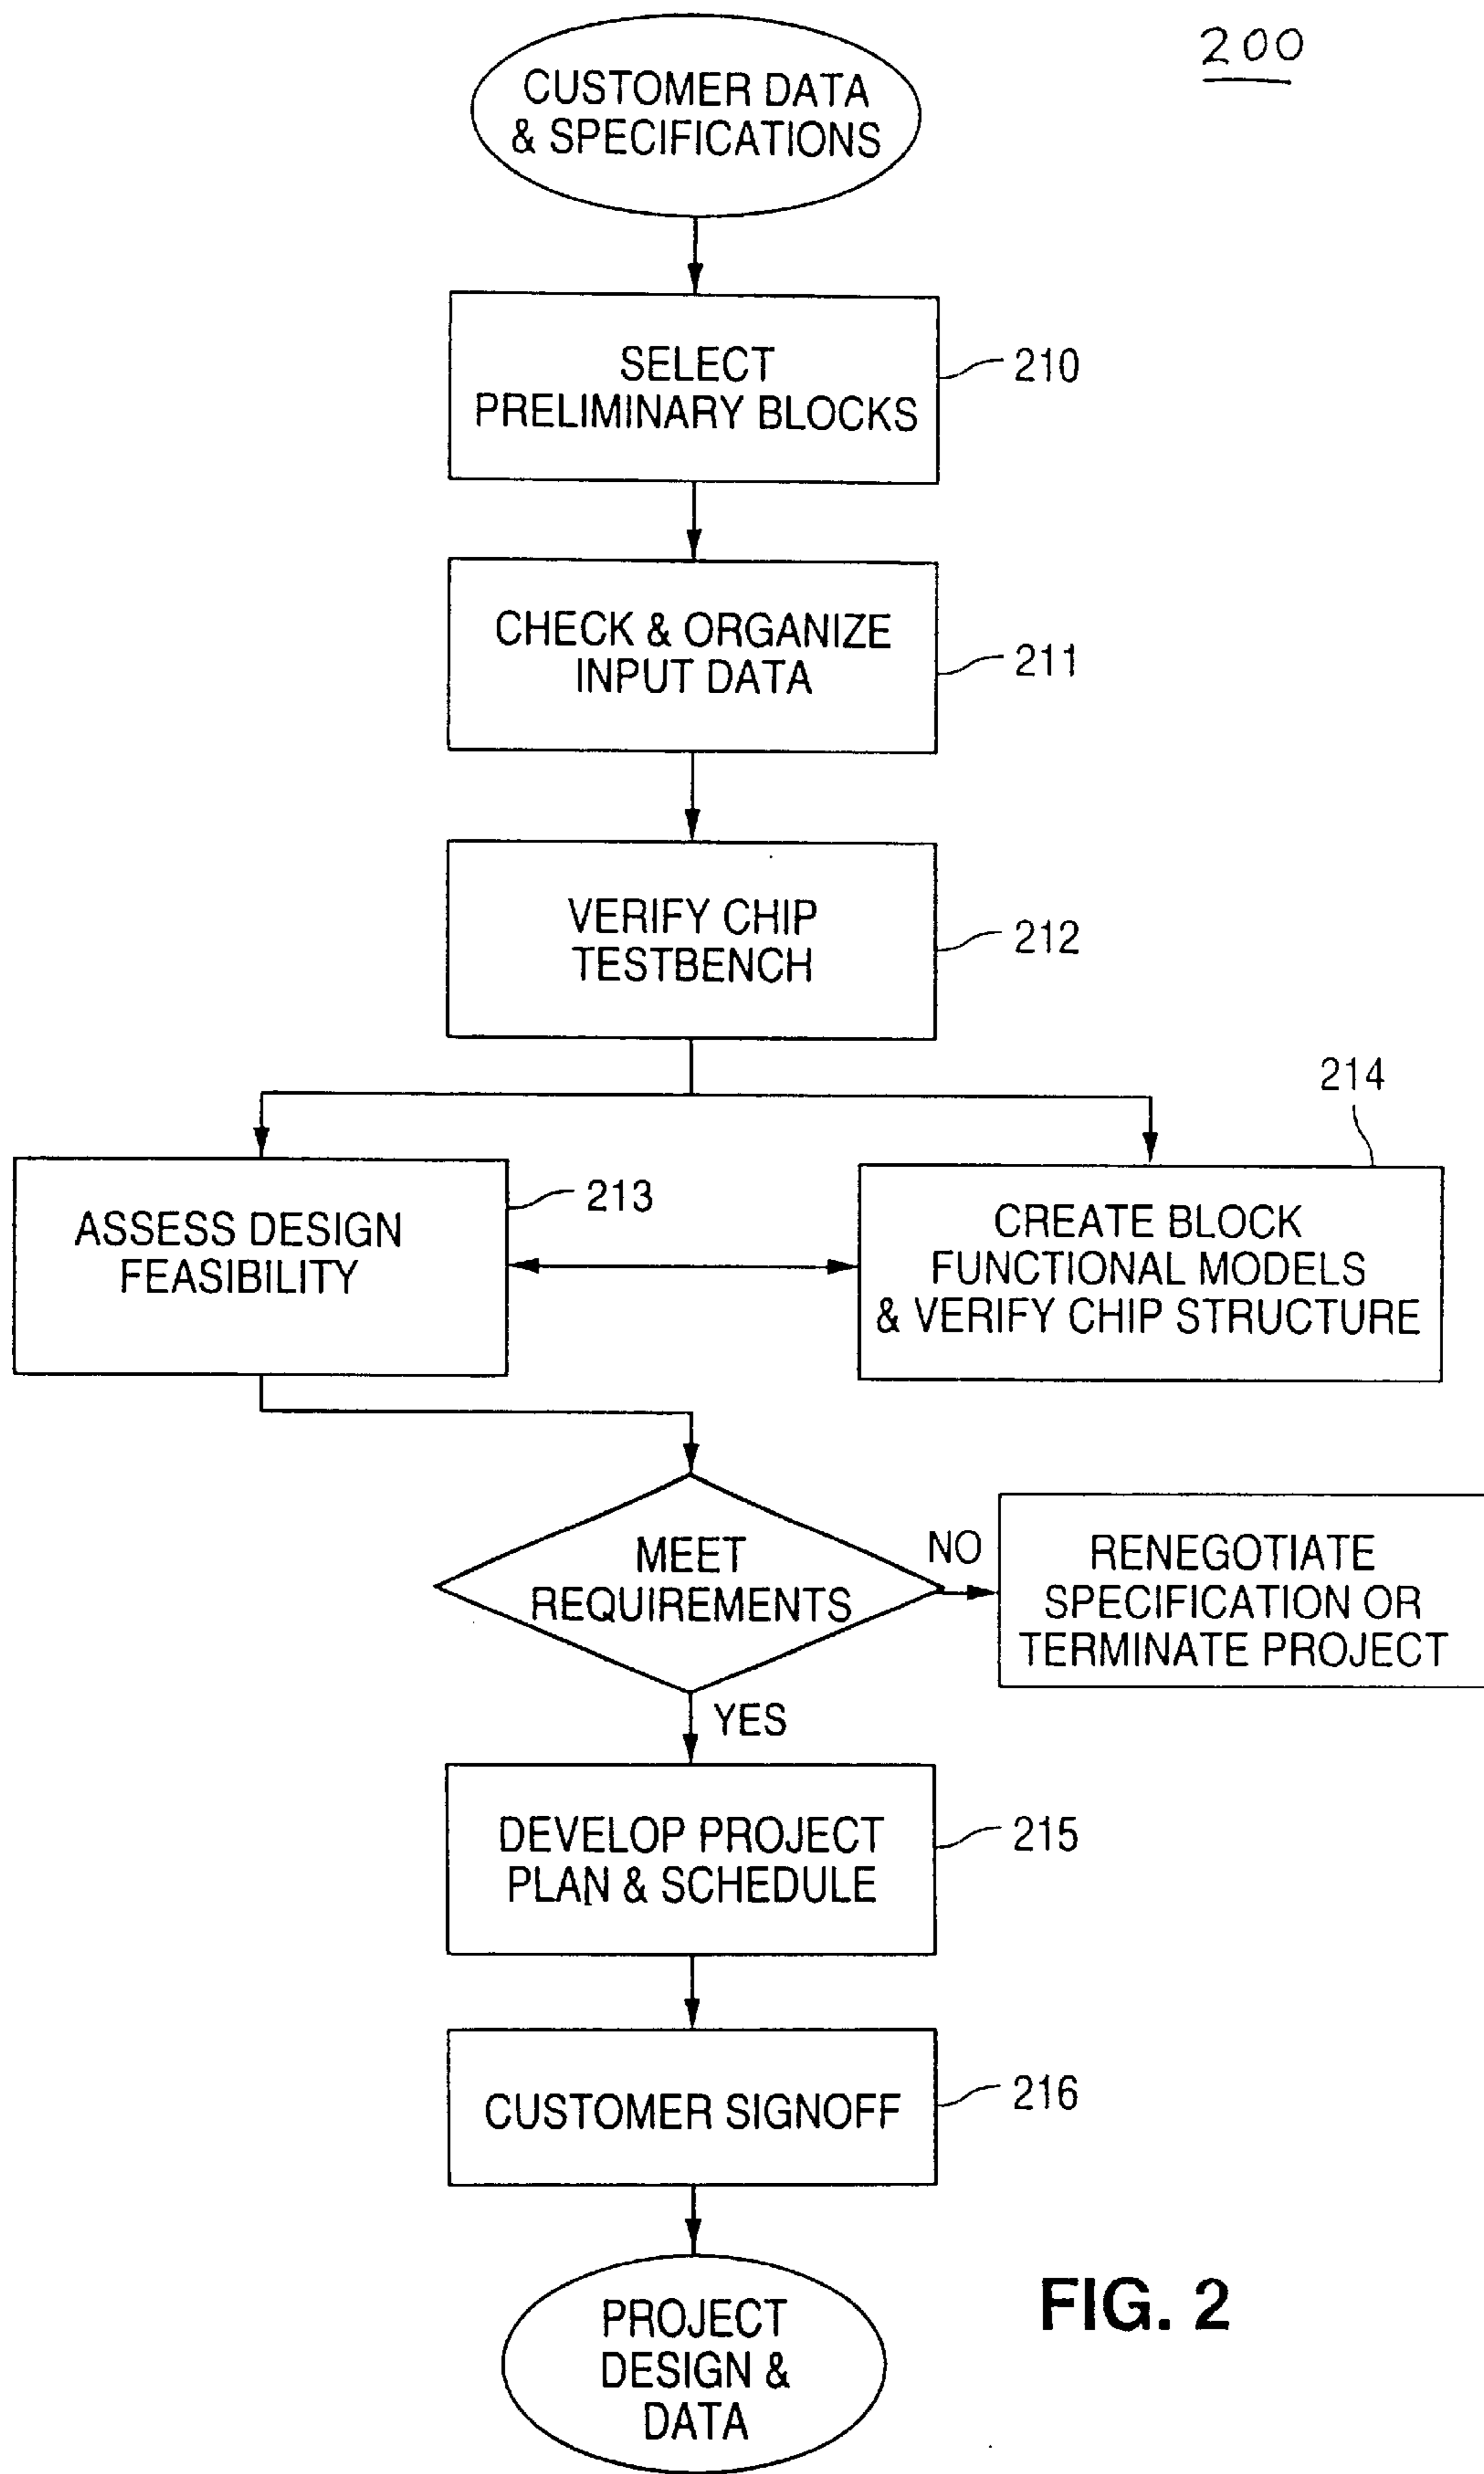 200
CUSTOMER DATA
& SPECIFICATIONS
SELECT
PRELIMINARY BLOCKS
210
CHECK & ORGANIZE
INPUT DATA
211
VERIFY CHIP
TESTBENCH
212
214
213
ASSESS DESIGN
FEASIBILITY
CREATE BLOCK
FUNCTIONAL MODELS
& VERIFY CHIP STRUCTURE
MEET
REQUIREMENTS
NO
RENEGOTIATE
SPECIFICATION OR
TERMINATE PROJECT
YES
DEVELOP PROJECT
PLAN & SCHEDULE
215
CUSTOMER SIGNOFF
216
PROJECT
DESIGN &
DATA
FIG. 2